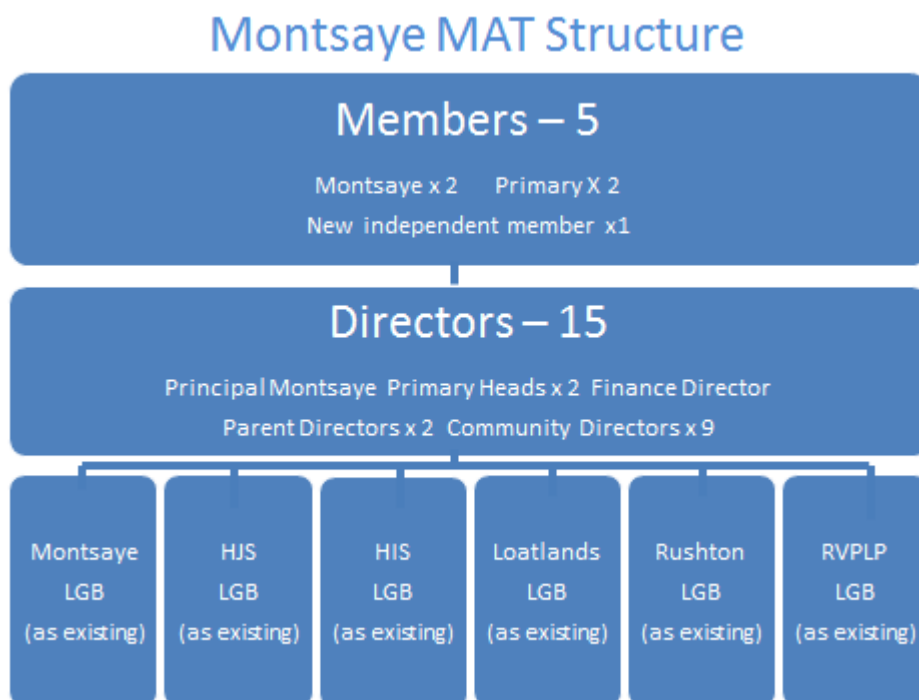 Montsaye MAT Structure
Members – 5
Montsaye x 2 Primary X 2
New independent member x1
Directors – 15
Principal Montsaye Primary Heads x 2 Finance Director
Parent Directors x 2 Community Directors x 9
Montsaye
LGB
(as existing)
HJS
LGB
(as existing)
HIS
LGB
(as existing)
Loatlands
LGB
(as existing)
Rushton
LGB
(as existing)
RVPLP
LGB
(as existing)